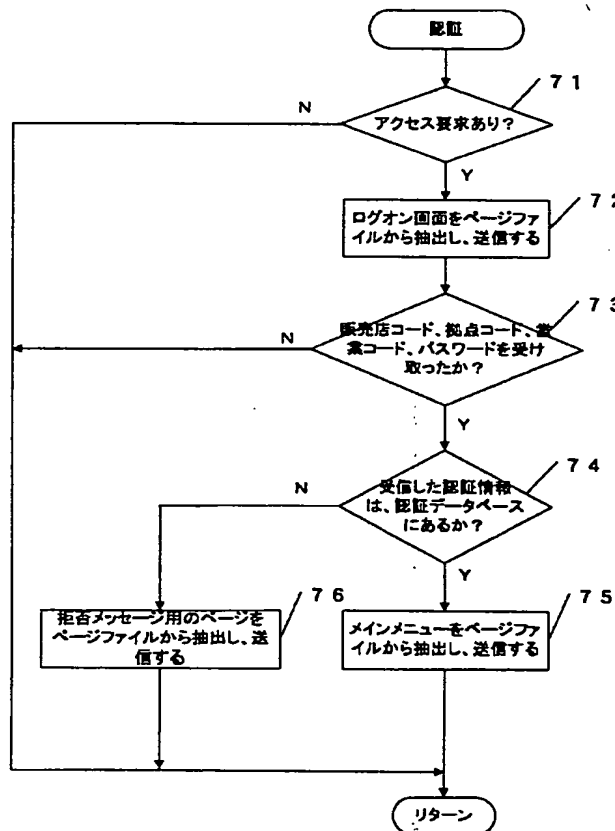 認証
71
アクセス要求あり?
N
Y
72
ログオン画面をページファ
イルから抽出し、送信する
73
販売店コード、拠点コード、営
業コード、パスワードを受け
取ったか?
N
Y
74
受信した認証情報
は、認証データベース
にあるか?
N
Y
76
75
拒否メッセージ用のページを
ページファイルから抽出し、送
信する
メインメニューをページファ
イルから抽出し、送信する
リターン